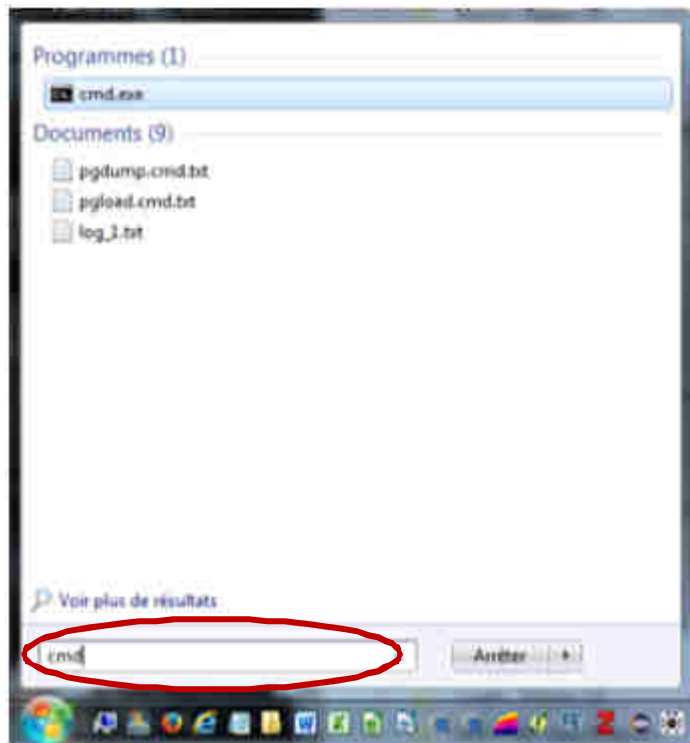 Programmes (1)
cmd.exe
Documents (9)
pgdump.cmd.txt
pgload.cmd.txt
log_1.txt
Voir plus de résultats
cmd
Arrêter